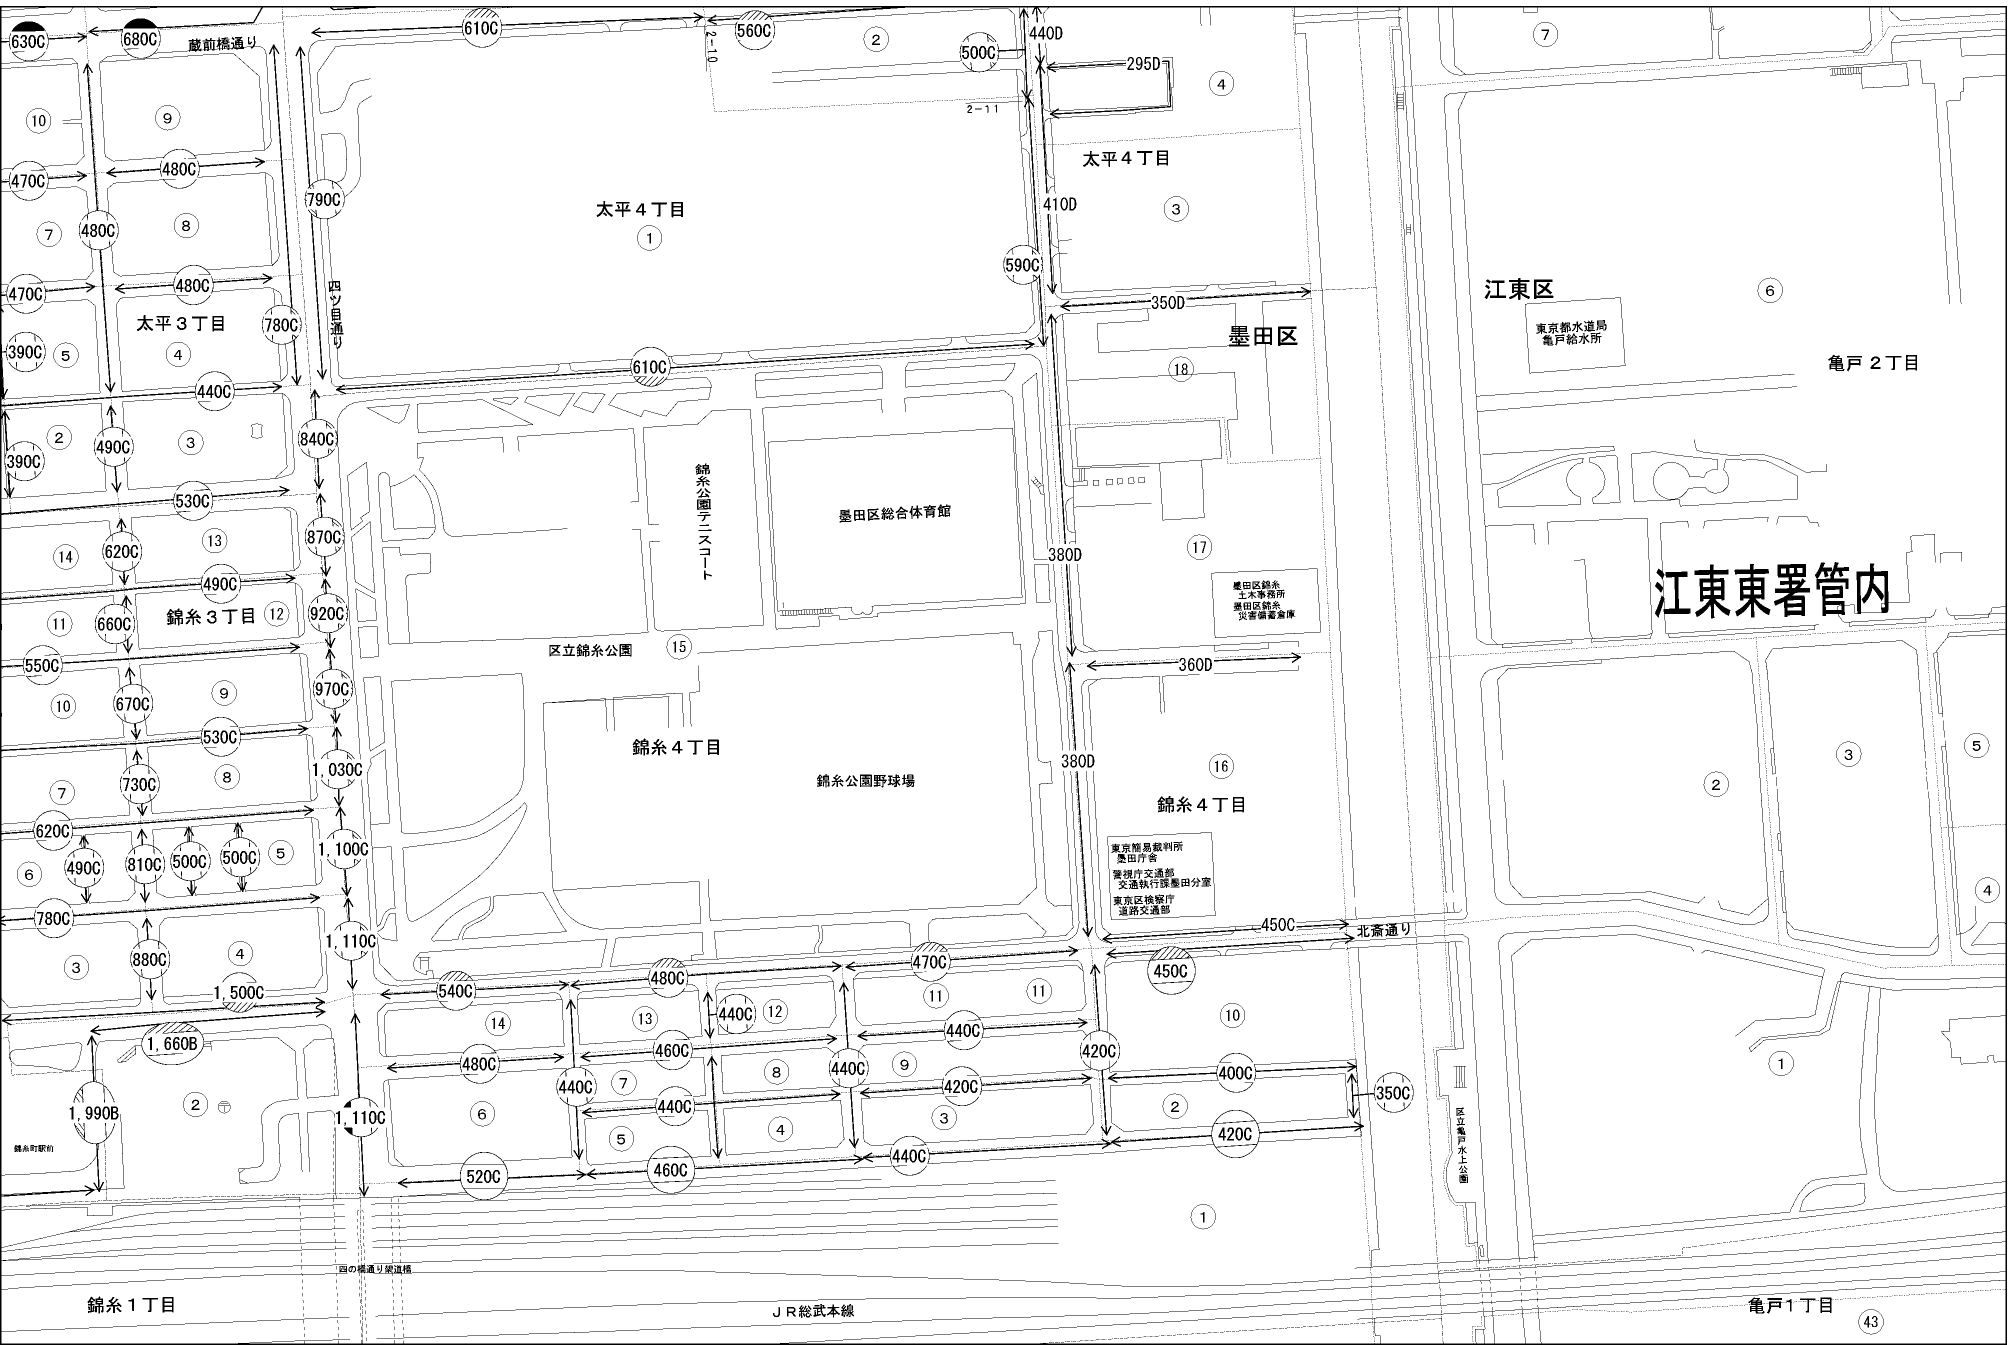 630C
680C
蔵前橋通り
610C
560C
2-10
②
500C
440D
295D
④
2-11
⑦
⑩
⑨
480C
470C
790C
太平4丁目
①
太平4丁目
③
410D
480C
⑦
⑧
590C
350D
470C
480C
四ツ目通り
780C
太平3丁目
390C
⑤
④
墨田区
江東区
⑥
東京都水道局
亀戸給水所
亀戸2丁目
610C
⑱
440C
840C
②
③
490C
390C
530C
錦糸公園テニスコート
墨田区総合体育館
870C
⑬
⑭
620C
380D
⑰
490C
墨田区錦糸
土木事務所
墨田区錦糸
災害備蓄倉庫
江東東署管内
錦糸3丁目
⑫
920C
⑪
660C
550C
区立錦糸公園
⑮
360D
970C
⑨
⑩
670C
530C
錦糸4丁目
380D
錦糸公園野球場
⑯
錦糸4丁目
②
③
⑤
1,030C
⑧
⑦
730C
620C
1,100C
⑤
500C
500C
810C
490C
⑥
東京簡易裁判所
墨田庁舎
警視庁交通部
交通執行課墨田分室
東京区検察庁
道路交通部
④
780C
1,110C
450C
北斎通り
880C
④
③
470C
480C
450C
540C
1,500C
⑪
⑪
⑫
440C
⑬
⑭
⑩
440C
1,660B
460C
480C
420C
①
⑨
⑧
⑦
440C
440C
420C
400C
350C
②
1,990B
1,110C
⑥
440C
③
②
④
⑤
420C
区立亀戸水上公園
錦糸町駅前
440C
460C
520C
①
四の橋通り架道橋
錦糸1丁目
JR総武本線
亀戸1丁目
㊸